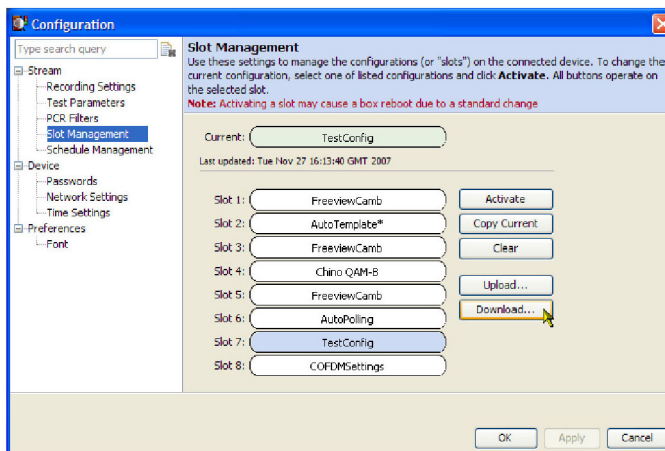 Configuration
Type search query
Stream
Recording Settings
Test Parameters
PCR Filters
Slot Management
Schedule Management
Device
Passwords
Network Settings
Time Settings
Preferences
Font
Slot Management
Use these settings to manage the configurations (or "slots") on the connected device. To change the
current configuration, select one of listed configurations and click Activate. All buttons operate on
the selected slot.
Note: Activating a slot may cause a box reboot due to a standard change
Current: TestConfig
Last updated: Tue Nov 27 16:13:40 GMT 2007
Slot 1: FreeviewCamb
Slot 2: AutoTemplate*
Slot 3: FreeviewCamb
Slot 4: Chino QAM-B
Slot 5: FreeviewCamb
Slot 6: AutoPolling
Slot 7: TestConfig
Slot 8: COFDMSettings
Activate
Copy Current
Clear
Upload...
Download...
OK
Apply
Cancel